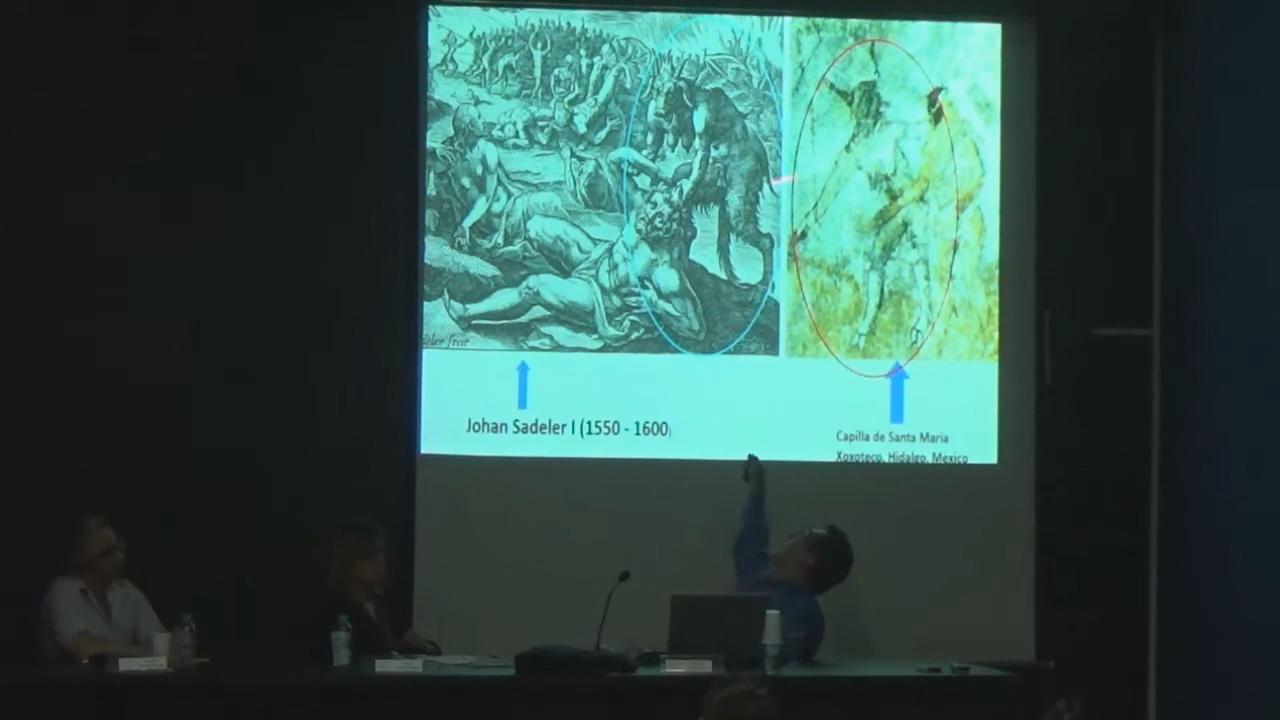 Johan Sadeler I (1550 - 1600)
Capilla de Santa Maria
Xoxoteco, Hidalgo, Mexico